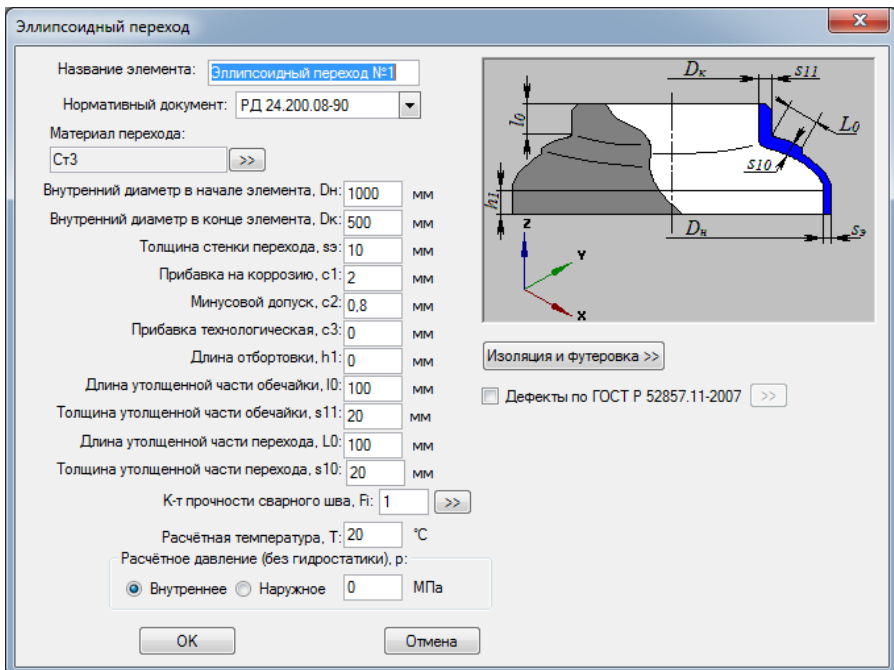 Эллипсоидный переход
Название элемента: Эллипсоидный переход №1
Нормативный документ: РД 24.200.08-90
Материал перехода:
Ст3 >>
Внутренний диаметр в начале элемента, Dн: 1000 мм
Внутренний диаметр в конце элемента, Dк: 500 мм
Толщина стенки перехода, sэ: 10 мм
Прибавка на коррозию, c1: 2 мм
Минусовой допуск, c2: 0,8 мм
Прибавка технологическая, c3: 0 мм
Длина отбортовки, h1: 0 мм
Длина утолщенной части обечайки, l0: 100 мм
Толщина утолщенной части обечайки, s11: 20 мм
Длина утолщенной части перехода, L0: 100 мм
Толщина утолщенной части перехода, s10: 20 мм
К-т прочности сварного шва, Fi: 1 >>
Расчётная температура, T: 20 °C
Расчётное давление (без гидростатики), p:
Внутреннее Наружное 0 МПа
OK Отмена
Dк s11
l0 L0
s10
h1
Dн sэ
Z
Y
X
Изоляция и футеровка >>
Дефекты по ГОСТ Р 52857.11-2007 >>